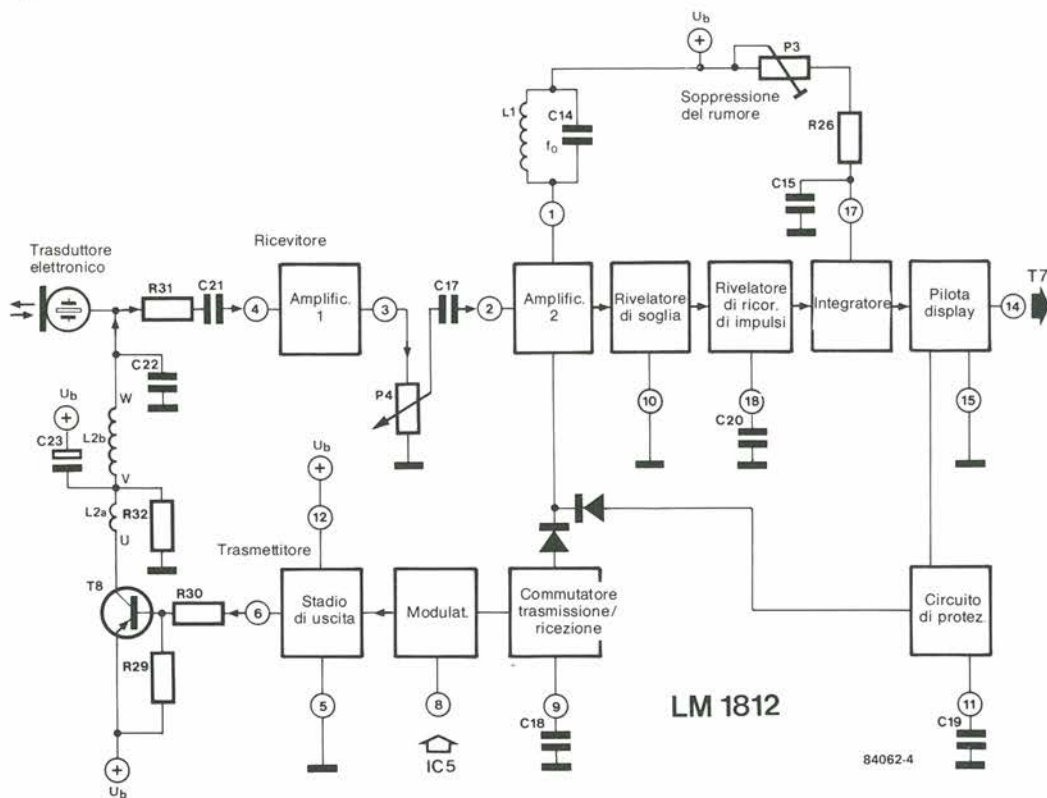 Ub
P3
Soppressione
del rumore
L1
C14
fo
R26
C15
1
17
Trasduttore
elettronico
Ricevitore
R31
C21
4
Amplific.
1
3
C17
2
Amplific.
2
Rivelatore
di soglia
Rivelatore
di ricor.
di impulsi
Integratore
Pilota
display
14
T7
C22
W
Ub
C23
L2b
V
L2a
R32
U
P4
10
18
C20
15
Ub
12
Trasmettitore
T8
R30
6
Stadio
di uscita
Modulat.
Commutatore
trasmissione/
ricezione
Circuito
di protez.
R29
5
8
9
C18
IC5
LM 1812
11
C19
84062-4
Ub